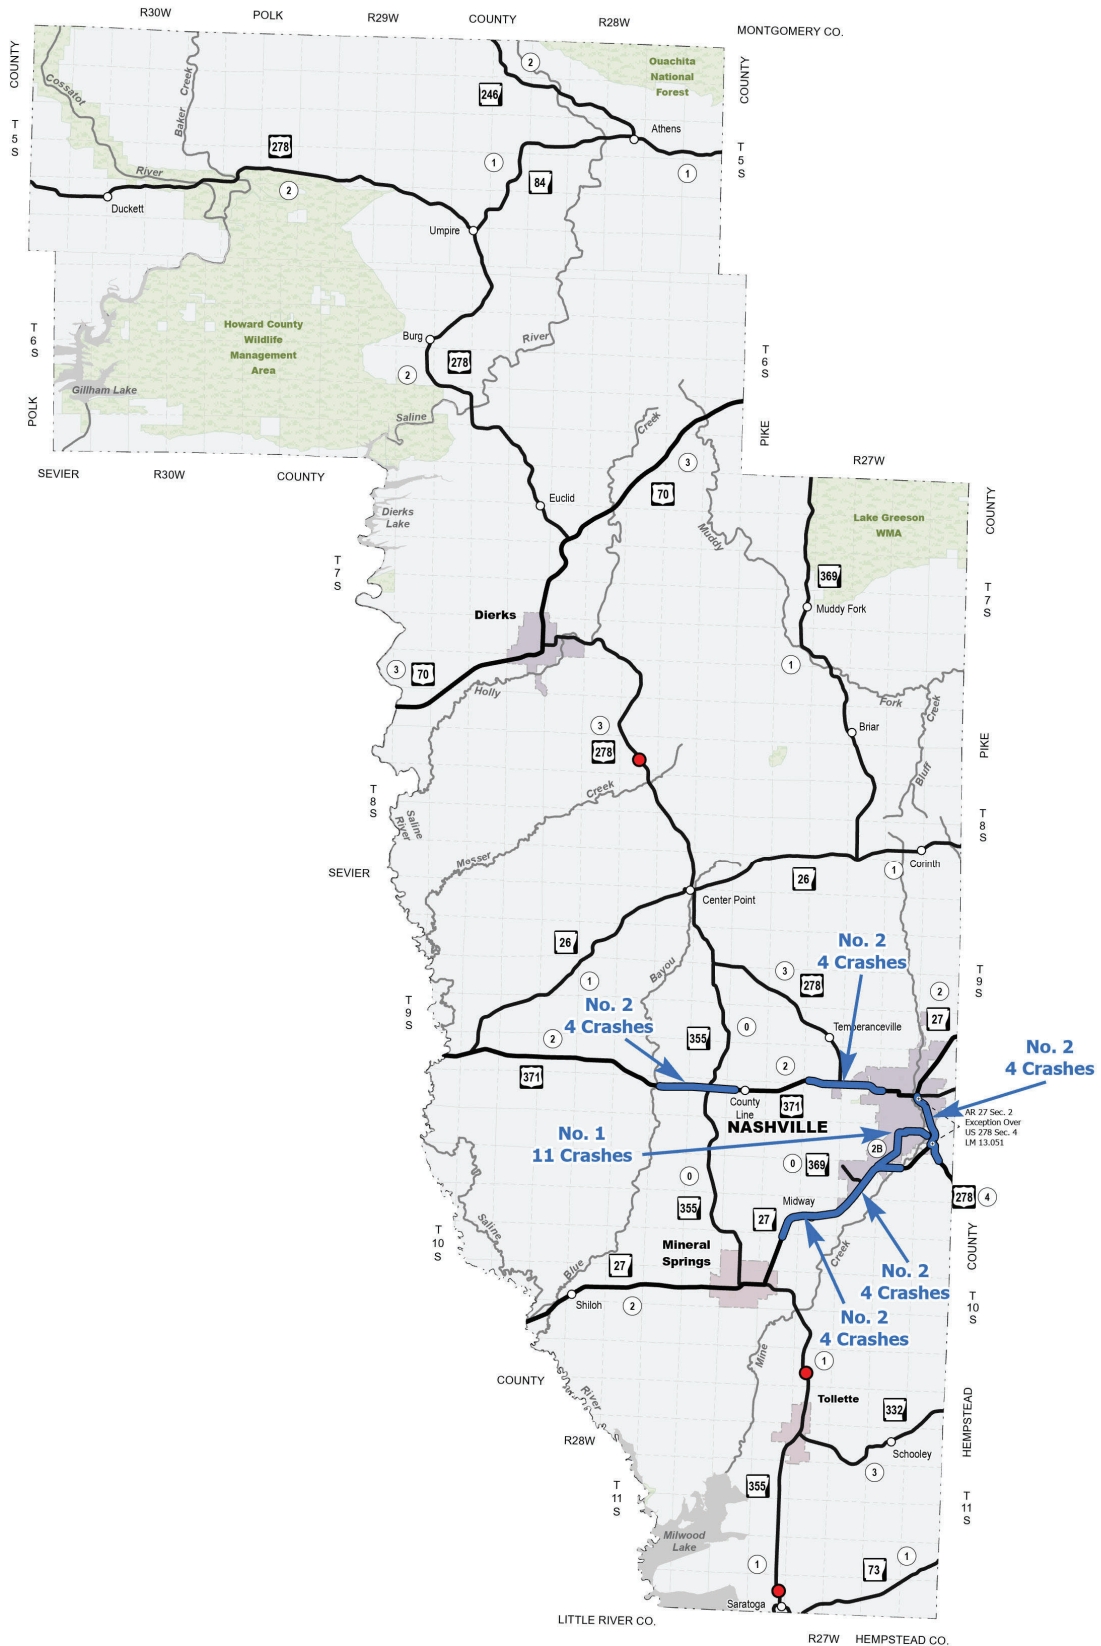 R30W
POLK
R29W
COUNTY
R28W
MONTGOMERY CO.
COUNTY
COUNTY
Ouachita
National
Forest
2
246
Cossatot
Baker Creek
T
5
S
278
Athens
1
84
1
T
5
S
River
2
Duckett
Umpire
Howard County
Wildlife
Management
Area
T
6
S
Burg
278
River
2
T
6
S
Gillham Lake
POLK
Saline
Creek
PIKE
SEVIER
R30W
COUNTY
3
70
R27W
Euclid
COUNTY
Dierks
Lake
Lake Greeson
WMA
Muddy
T
7
S
369
T
7
S
Dierks
Muddy Fork
3
70
1
Holly
Fork
Creek
3
278
Briar
PIKE
Bluff
Creek
T
8
S
Saline
River
T
8
S
Mosser
SEVIER
1
Corinth
26
Center Point
26
No. 2
4 Crashes
Bayou
3
278
1
T
9
S
2
27
T
9
S
No. 2
4 Crashes
0
Temperanceville
2
355
No. 2
4 Crashes
2
371
County
Line
371
AR 27 Sec. 2
Exception Over
US 278 Sec. 4
LM 13.051
NASHVILLE
No. 1
11 Crashes
2B
0
369
0
278
4
355
Midway
27
Saline
T
10
S
Mineral
Springs
Creek
COUNTY
Blue
27
No. 2
4 Crashes
Shiloh
2
T
10
S
No. 2
4 Crashes
Mine
1
COUNTY
River
Tollette
332
HEMPSTEAD
R28W
Schooley
3
T
11
S
355
T
11
S
Milwood
Lake
1
73
1
Saratoga
LITTLE RIVER CO.
R27W
HEMPSTEAD CO.